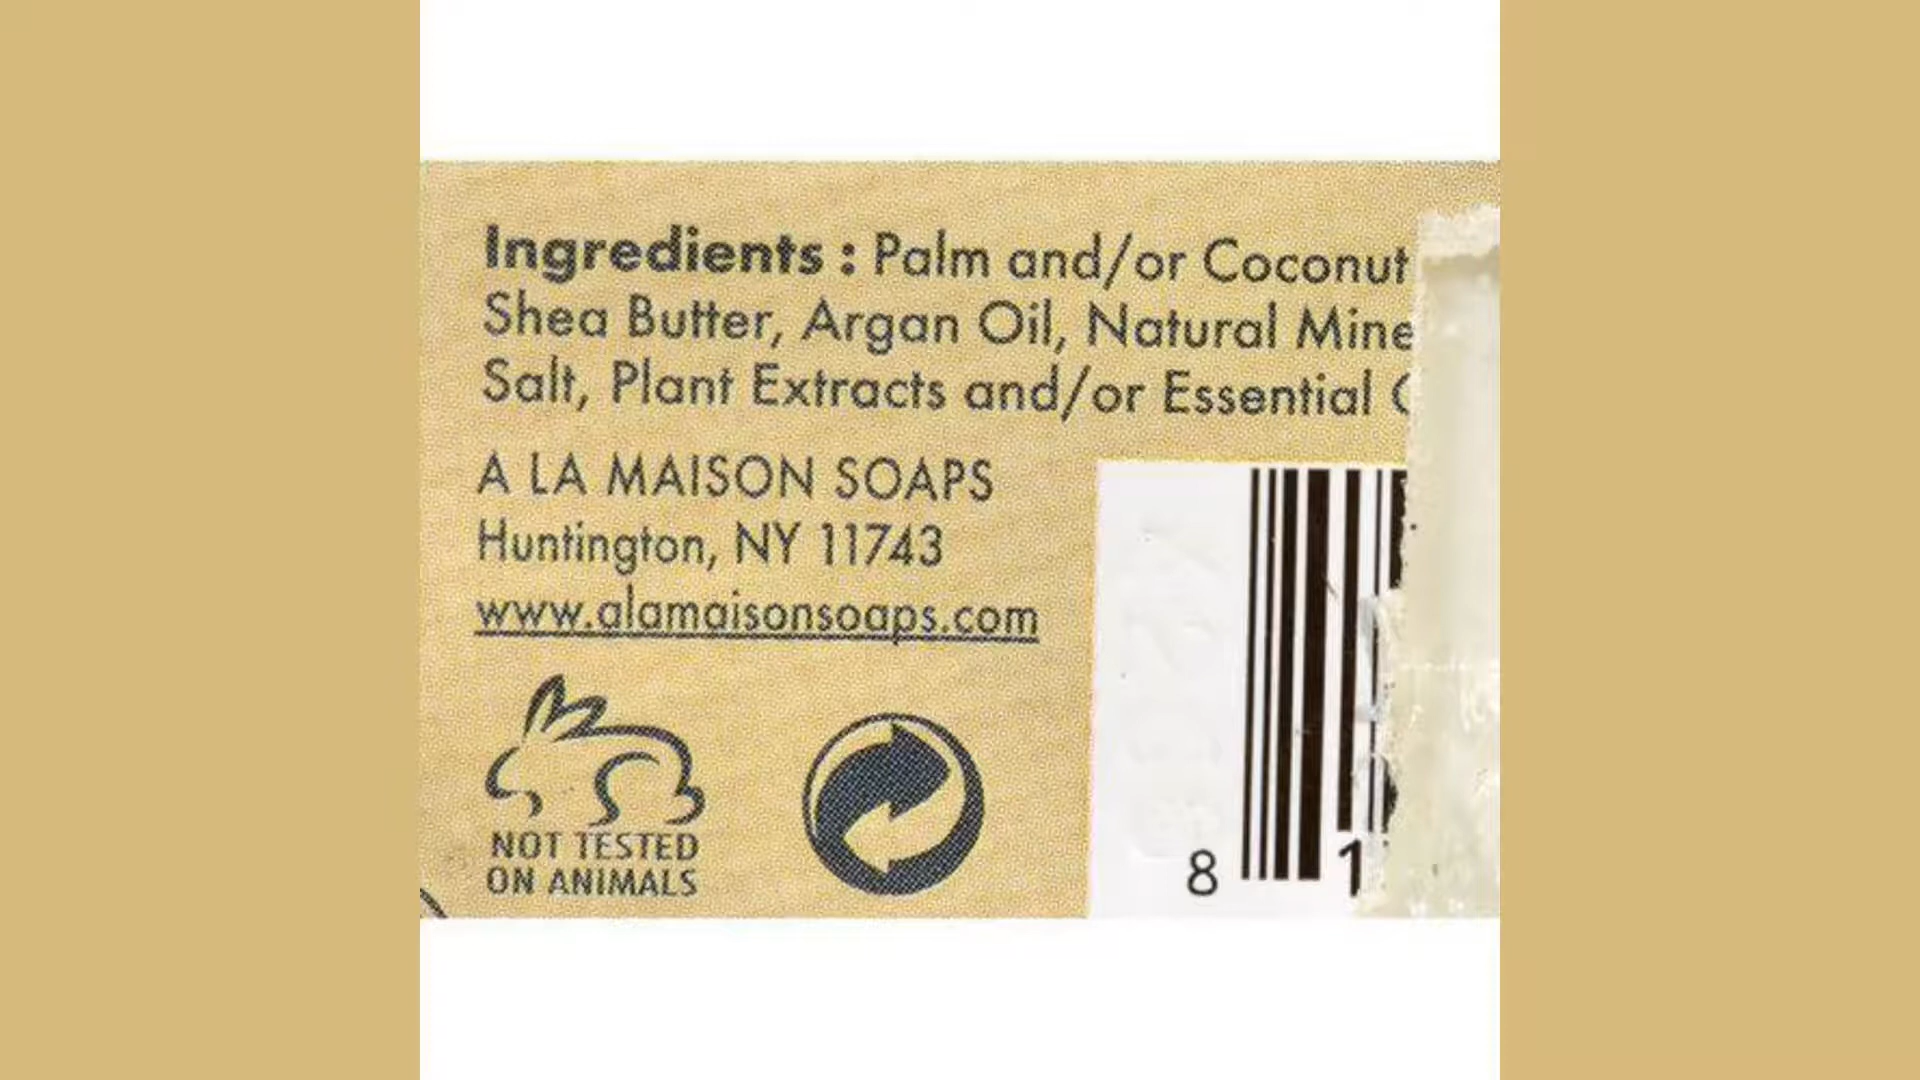 Ingredients : Palm and/or Coconut
Shea Butter, Argan Oil, Natural
Salt, Plant Extracts and/or Essential
A LA MAISON SOAPS
Huntington, NY 11743
www.alamaisonsoaps.com
NOT TESTED
ON ANIMALS
8 1